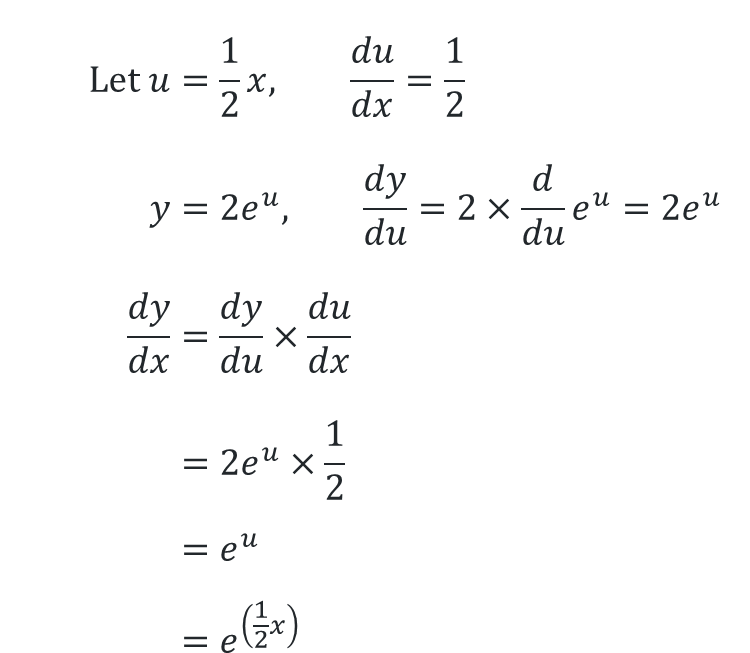 Let u = 1/2 x, du/dx = 1/2
y = 2e^u, dy/du = 2 × d/du e^u = 2e^u
dy/dx = dy/du × du/dx
= 2e^u × 1/2
= e^u
= e^(1/2 x)